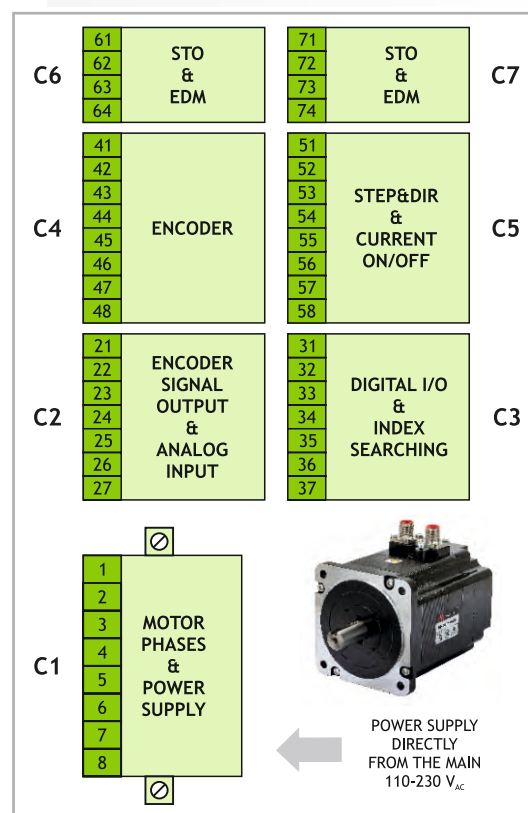 C6
61
62
63
64
STO
&
EDM
71
72
73
74
STO
&
EDM
C7
C4
41
42
43
44
45
46
47
48
ENCODER
51
52
53
54
55
56
57
58
STEP&DIR
&
CURRENT
ON/OFF
C5
C2
21
22
23
24
25
26
27
ENCODER
SIGNAL
OUTPUT
&
ANALOG
INPUT
31
32
33
34
35
36
37
DIGITAL I/O
&
INDEX
SEARCHING
C3
C1
1
2
3
4
5
6
7
8
MOTOR
PHASES
&
POWER
SUPPLY
POWER SUPPLY
DIRECTLY
FROM THE MAIN
110-230 VAC